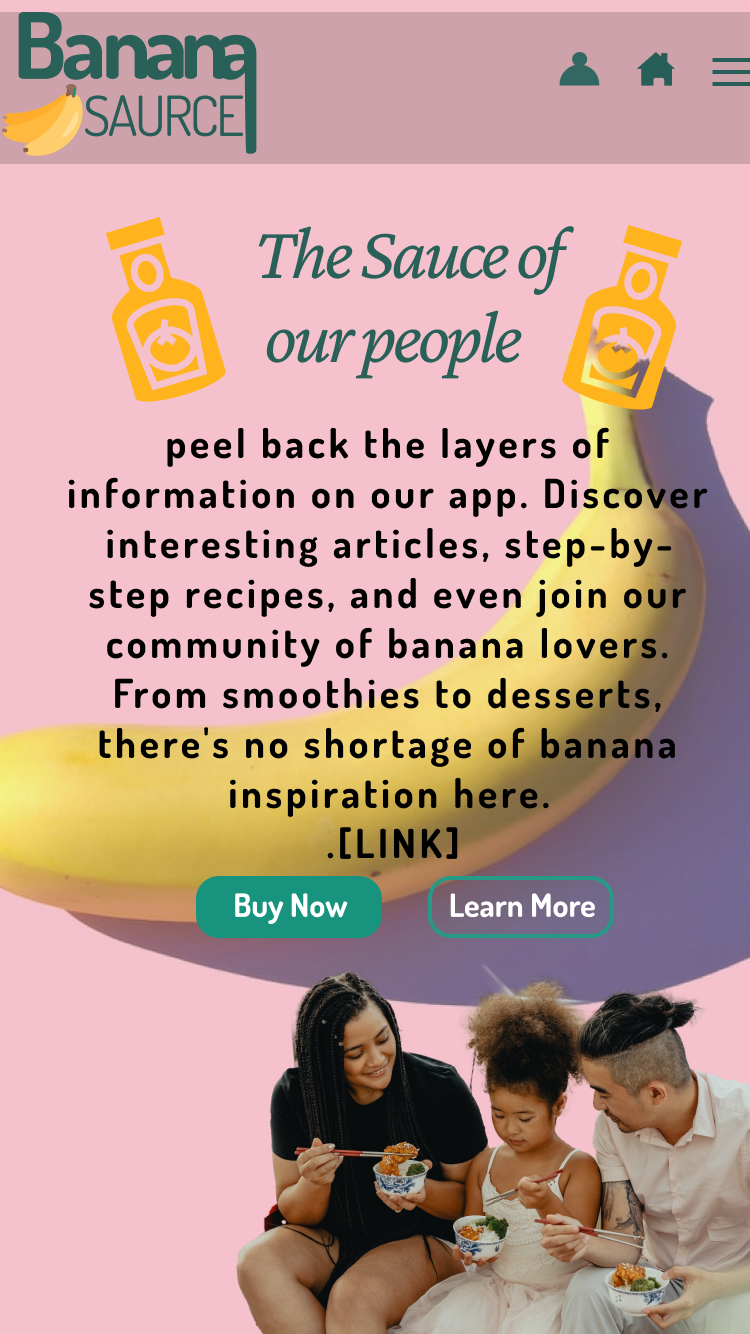 Banana
SAURCE
The Sauce of
our people
peel back the layers of
information on our app. Discover
interesting articles, step-by-
step recipes, and even join our
community of banana lovers.
From smoothies to desserts,
there's no shortage of banana
inspiration here.
.[LINK]
Buy Now
Learn More